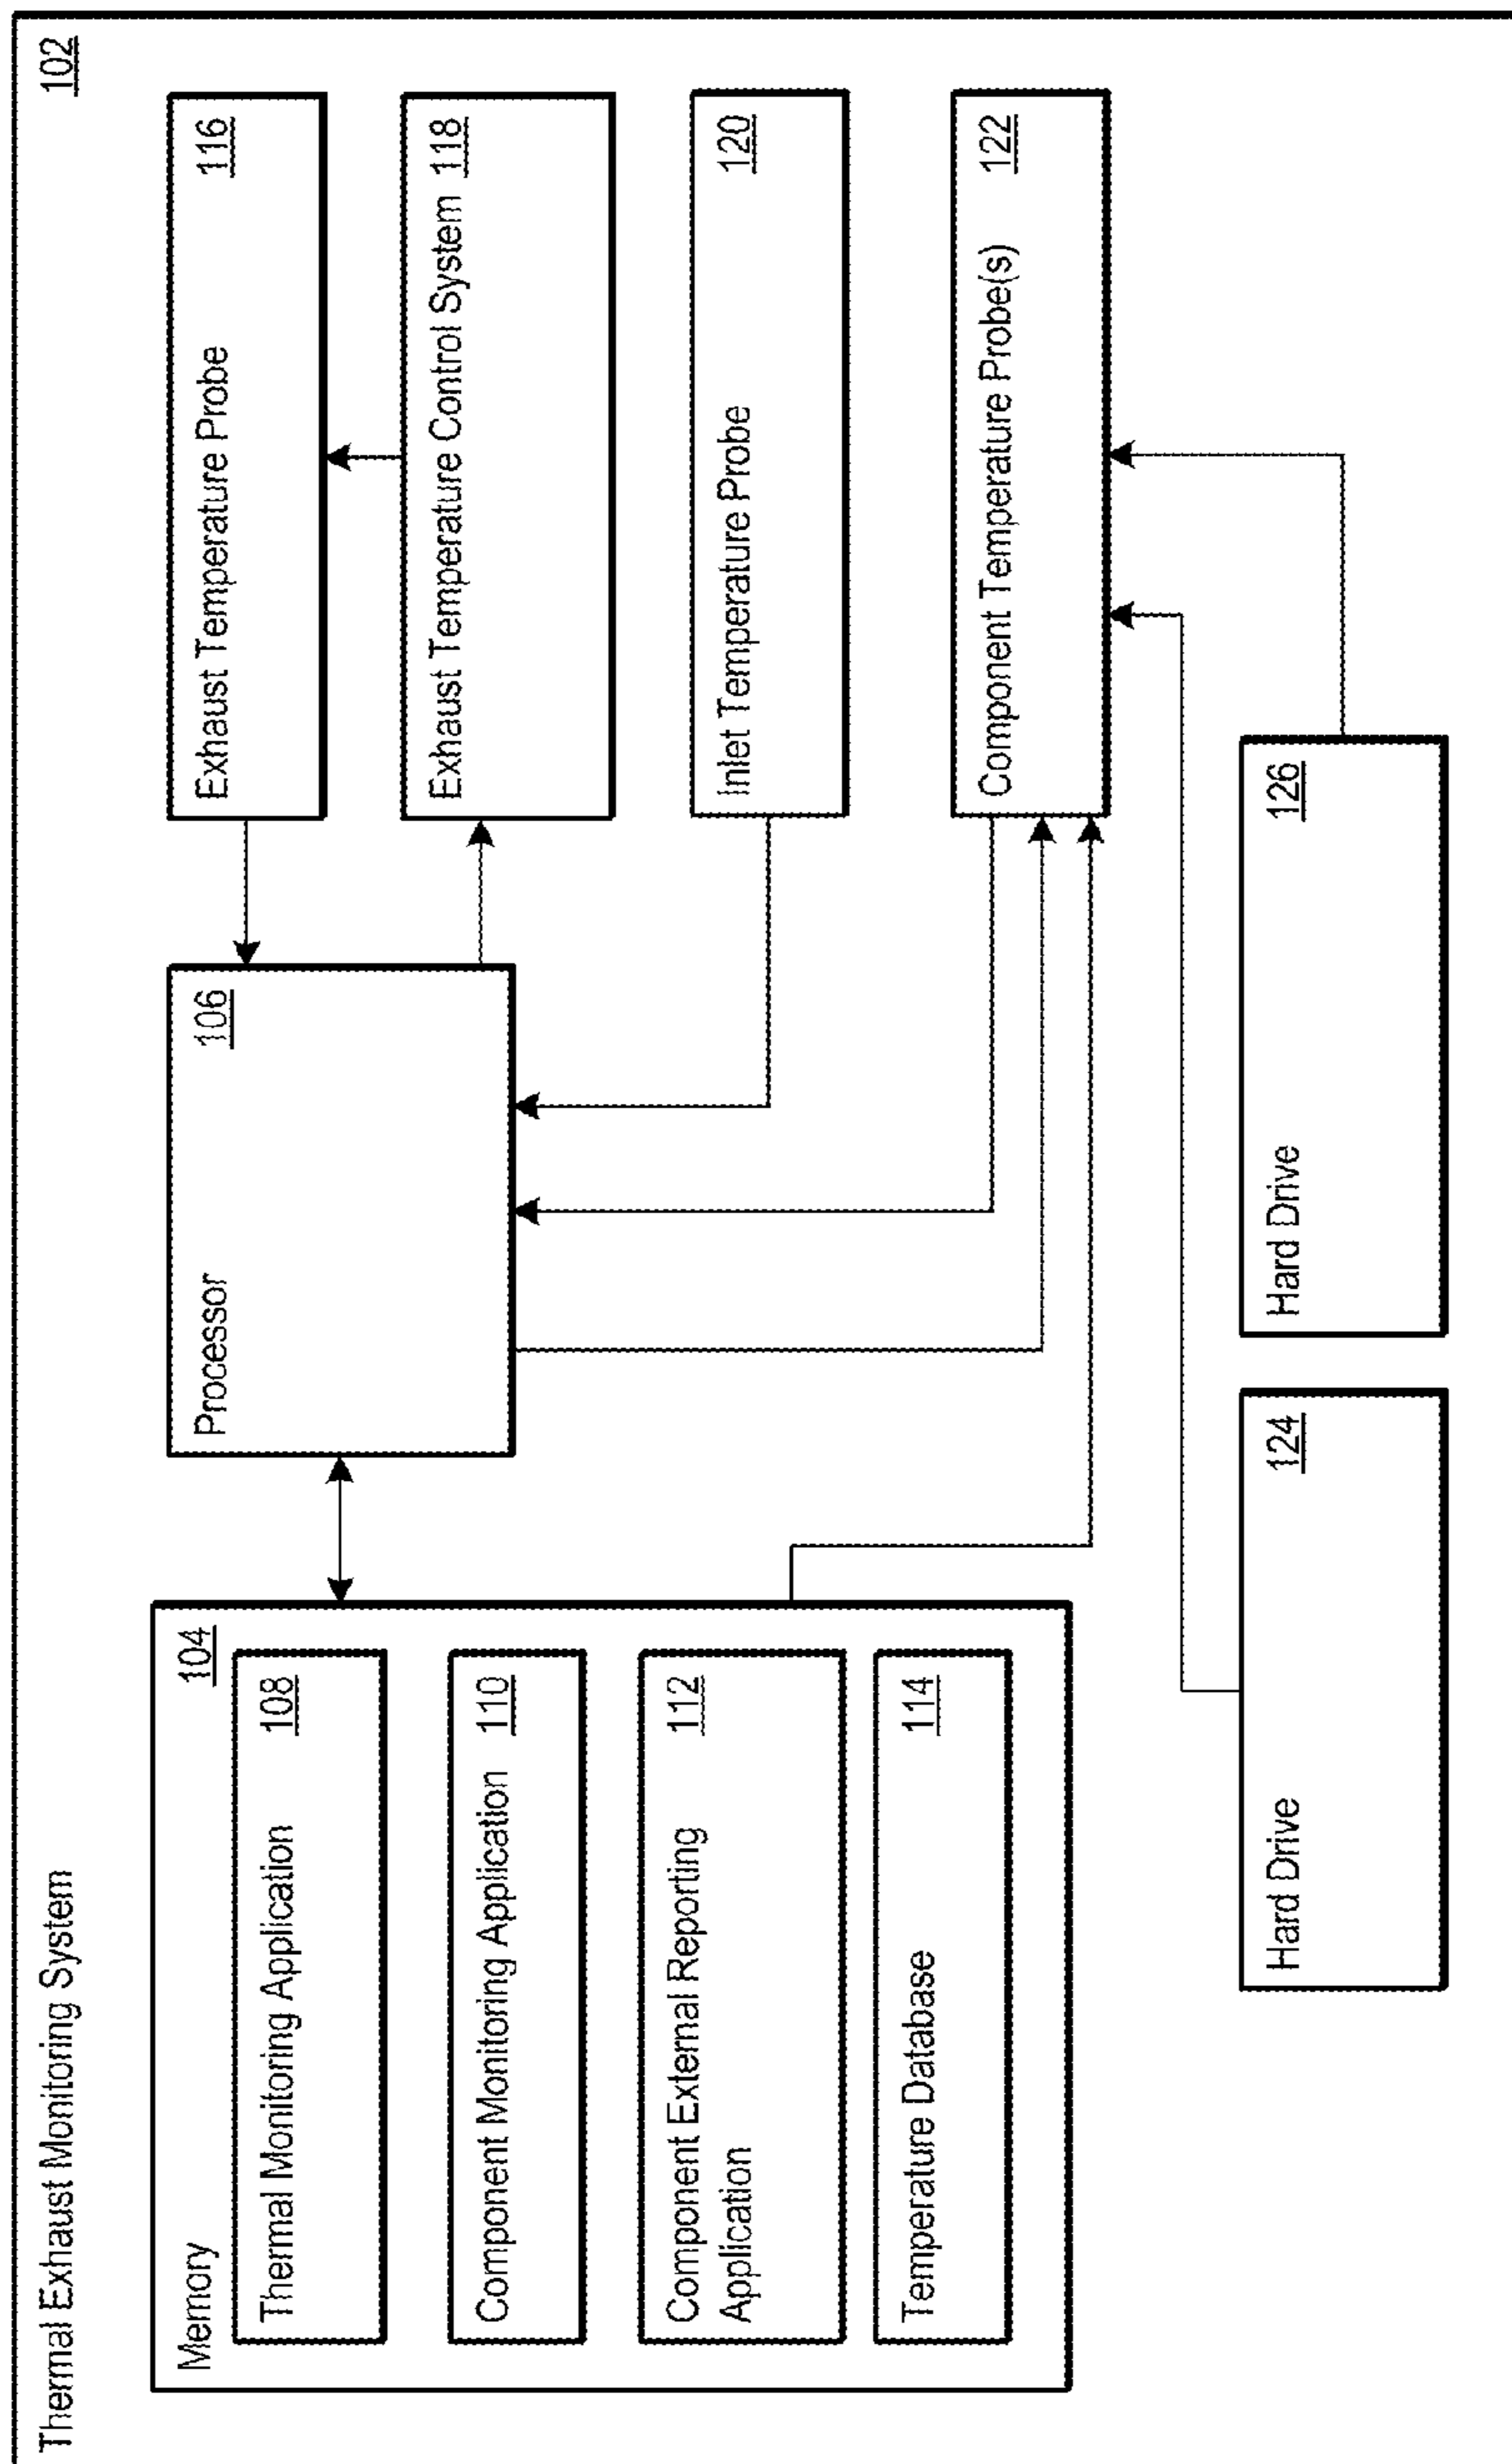 Thermal Exhaust Monitoring System 102
Memory 104
Thermal Monitoring Application 108
Component Monitoring Application 110
Component External Reporting 112
Application
Temperature Database 114
Processor 106
Exhaust Temperature Probe 116
Exhaust Temperature Control System 118
Inlet Temperature Probe 120
Component Temperature Probe(s) 122
Hard Drive 124
Hard Drive 126